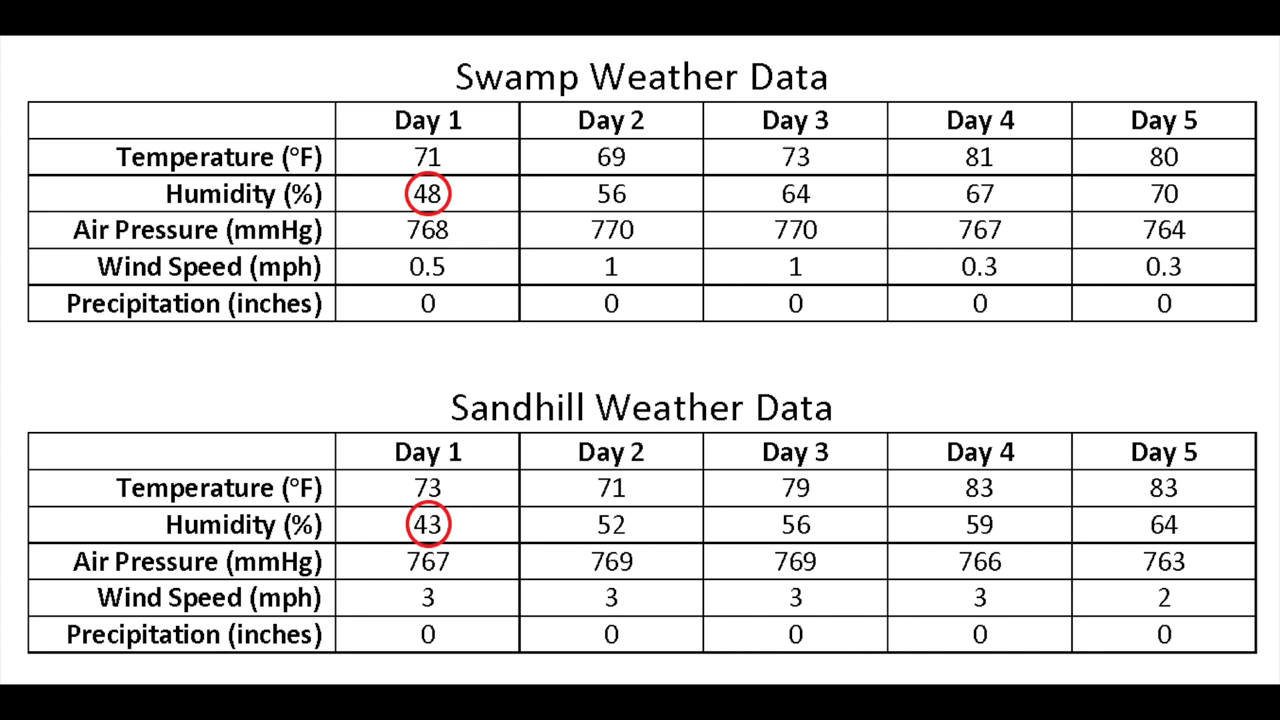 Swamp Weather Data
Day 1 Day 2 Day 3 Day 4 Day 5
Temperature (°F) 71 69 73 81 80
Humidity (%) 48 56 64 67 70
Air Pressure (mmHg) 768 770 770 767 764
Wind Speed (mph) 0.5 1 1 0.3 0.3
Precipitation (inches) 0 0 0 0 0
Sandhill Weather Data
Day 1 Day 2 Day 3 Day 4 Day 5
Temperature (°F) 73 71 79 83 83
Humidity (%) 43 52 56 59 64
Air Pressure (mmHg) 767 769 769 766 763
Wind Speed (mph) 3 3 3 3 2
Precipitation (inches) 0 0 0 0 0